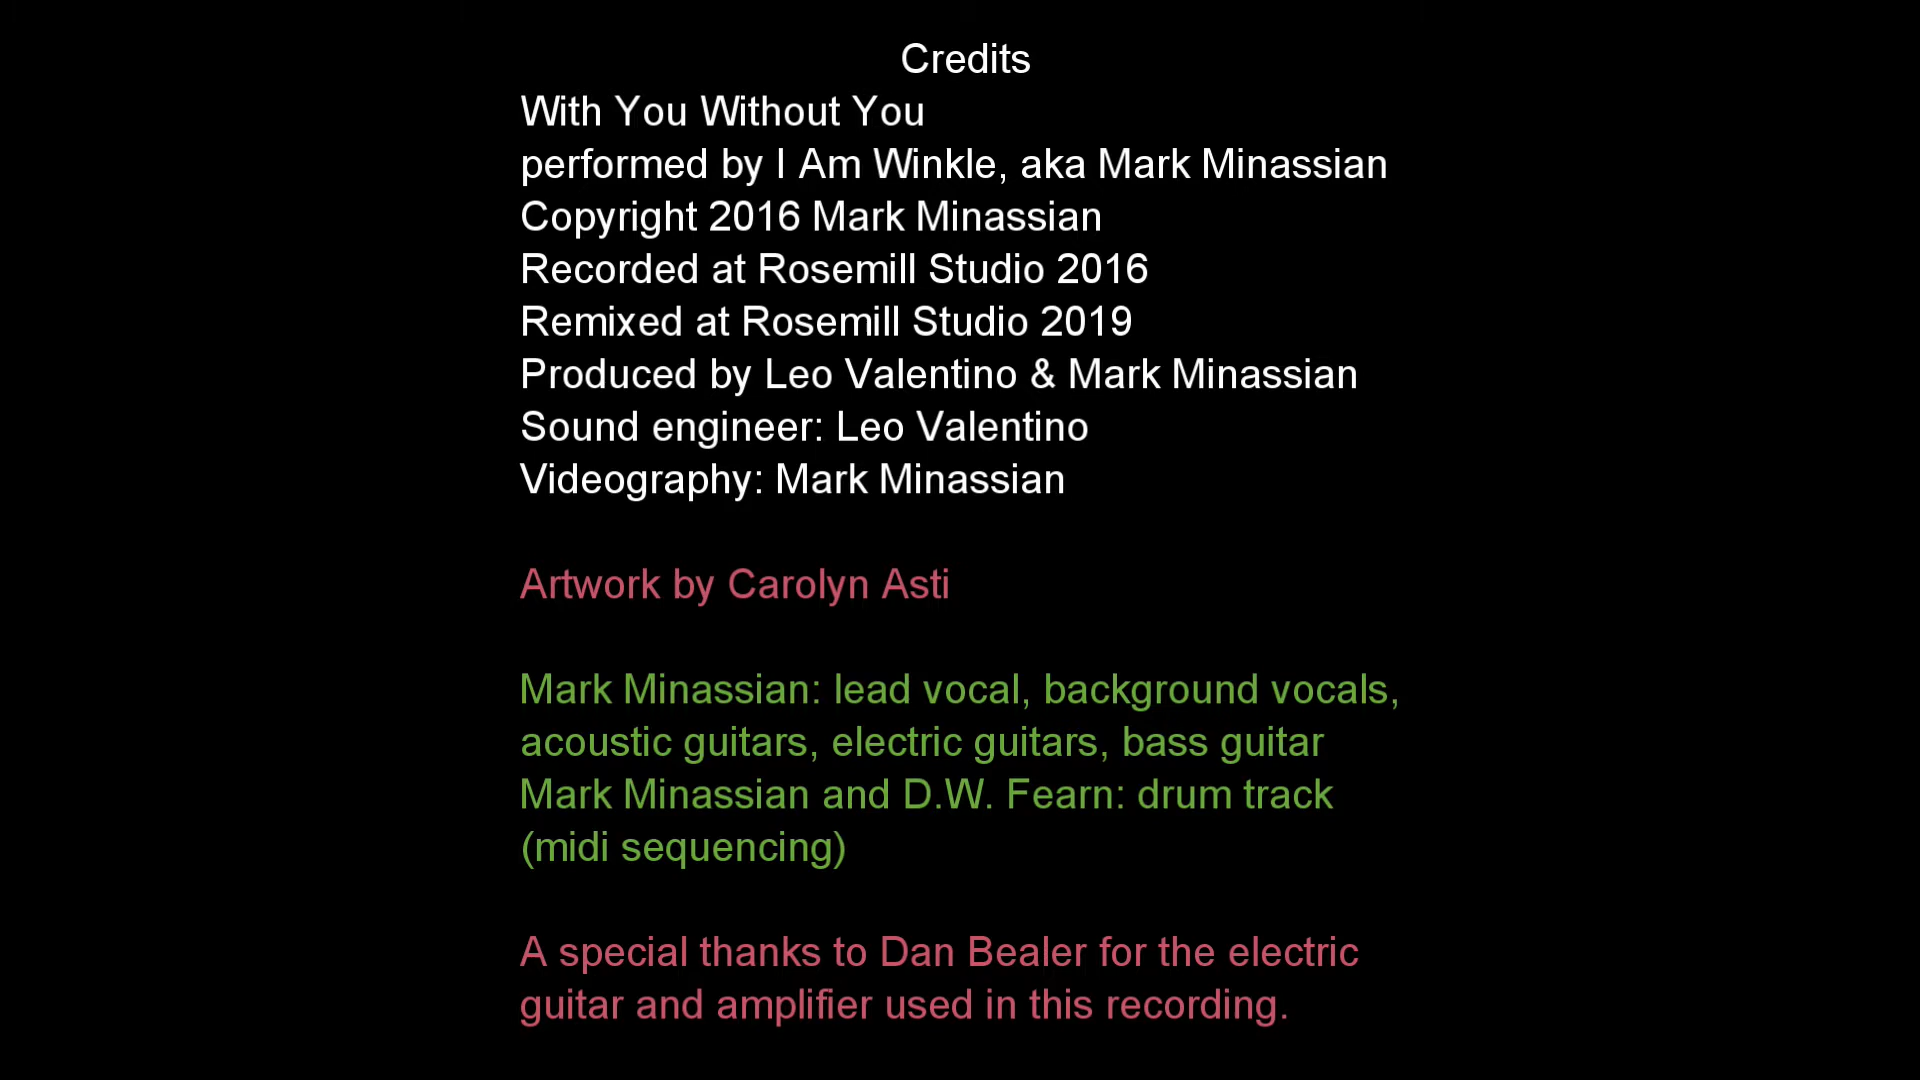 Credits
With You Without You
performed by I Am Winkle, aka Mark Minassian
Copyright 2016 Mark Minassian
Recorded at Rosemill Studio 2016
Remixed at Rosemill Studio 2019
Produced by Leo Valentino & Mark Minassian
Sound engineer: Leo Valentino
Videography: Mark Minassian
Artwork by Carolyn Asti
Mark Minassian: lead vocal, background vocals,
acoustic guitars, electric guitars, bass guitar
Mark Minassian and D.W. Fearn: drum track
(midi sequencing)
A special thanks to Dan Bealer for the electric
guitar and amplifier used in this recording.